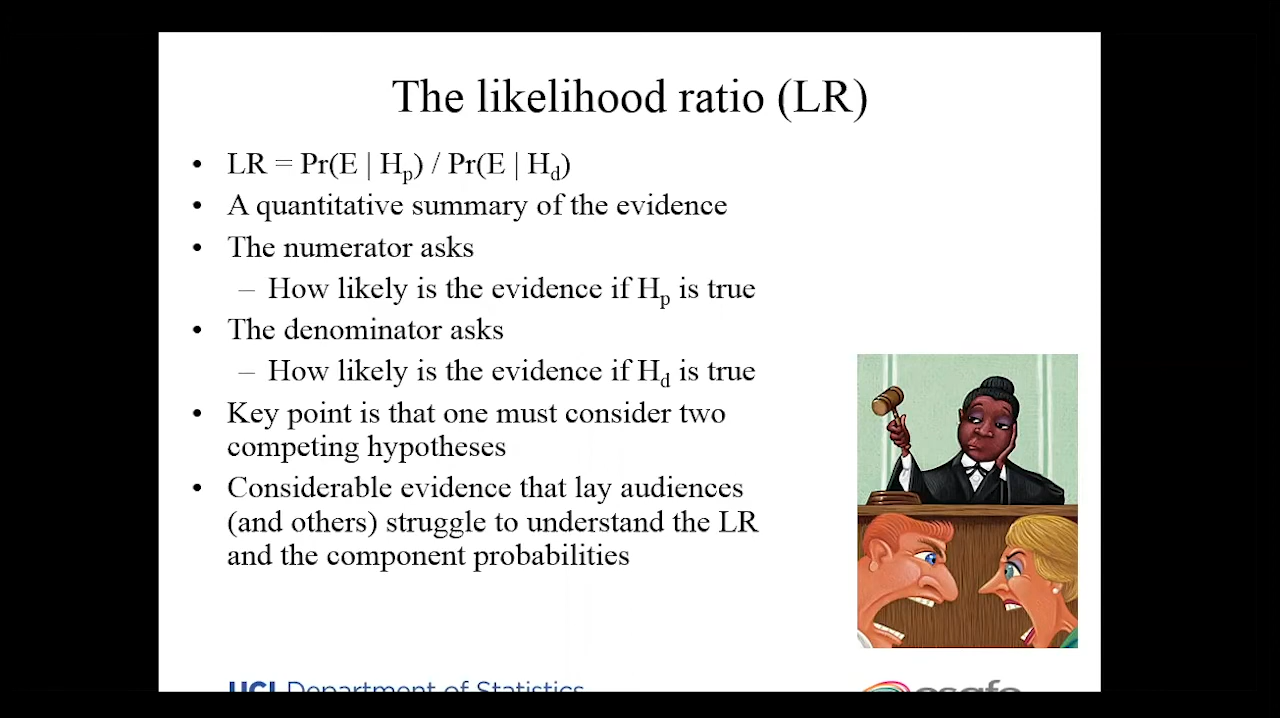 The likelihood ratio (LR)
• LR = Pr(E | Hp) / Pr(E | Hd)
• A quantitative summary of the evidence
• The numerator asks
– How likely is the evidence if Hp is true
• The denominator asks
– How likely is the evidence if Hd is true
• Key point is that one must consider two
competing hypotheses
• Considerable evidence that lay audiences
(and others) struggle to understand the LR
and the component probabilities
UCI Department of Statistics
csafe